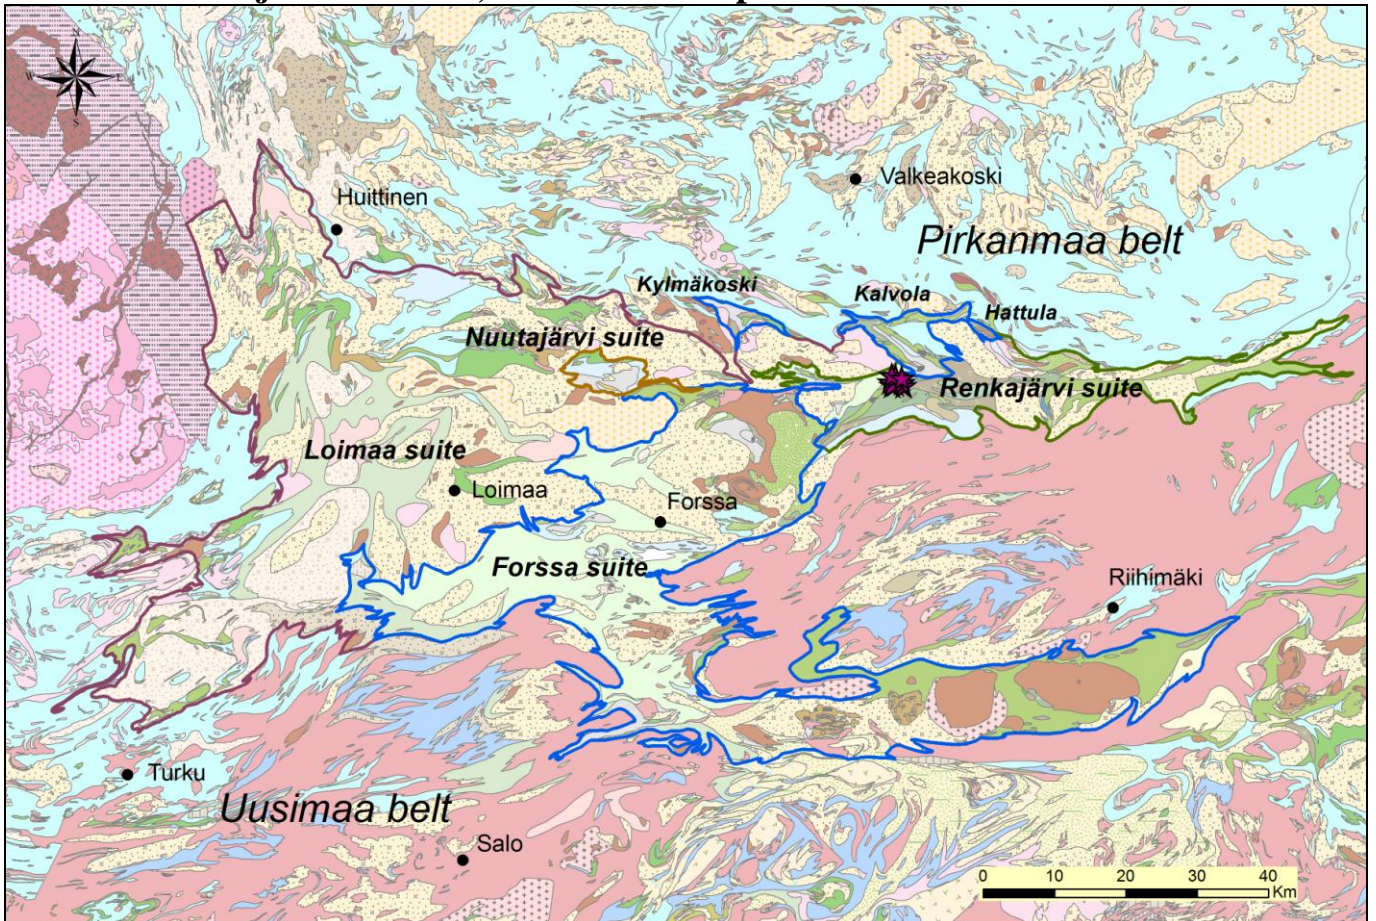 N
W
S
Huittinen
Valkeakoski
Pirkanmaa belt
Kylmäkoski
Kalvola
Hattula
Nuutajärvi suite
Renkajärvi suite
Loimaa suite
Loimaa
Forssa
Forssa suite
Riihimäki
Turku
Uusimaa belt
Salo
0 10 20 30 40
Km